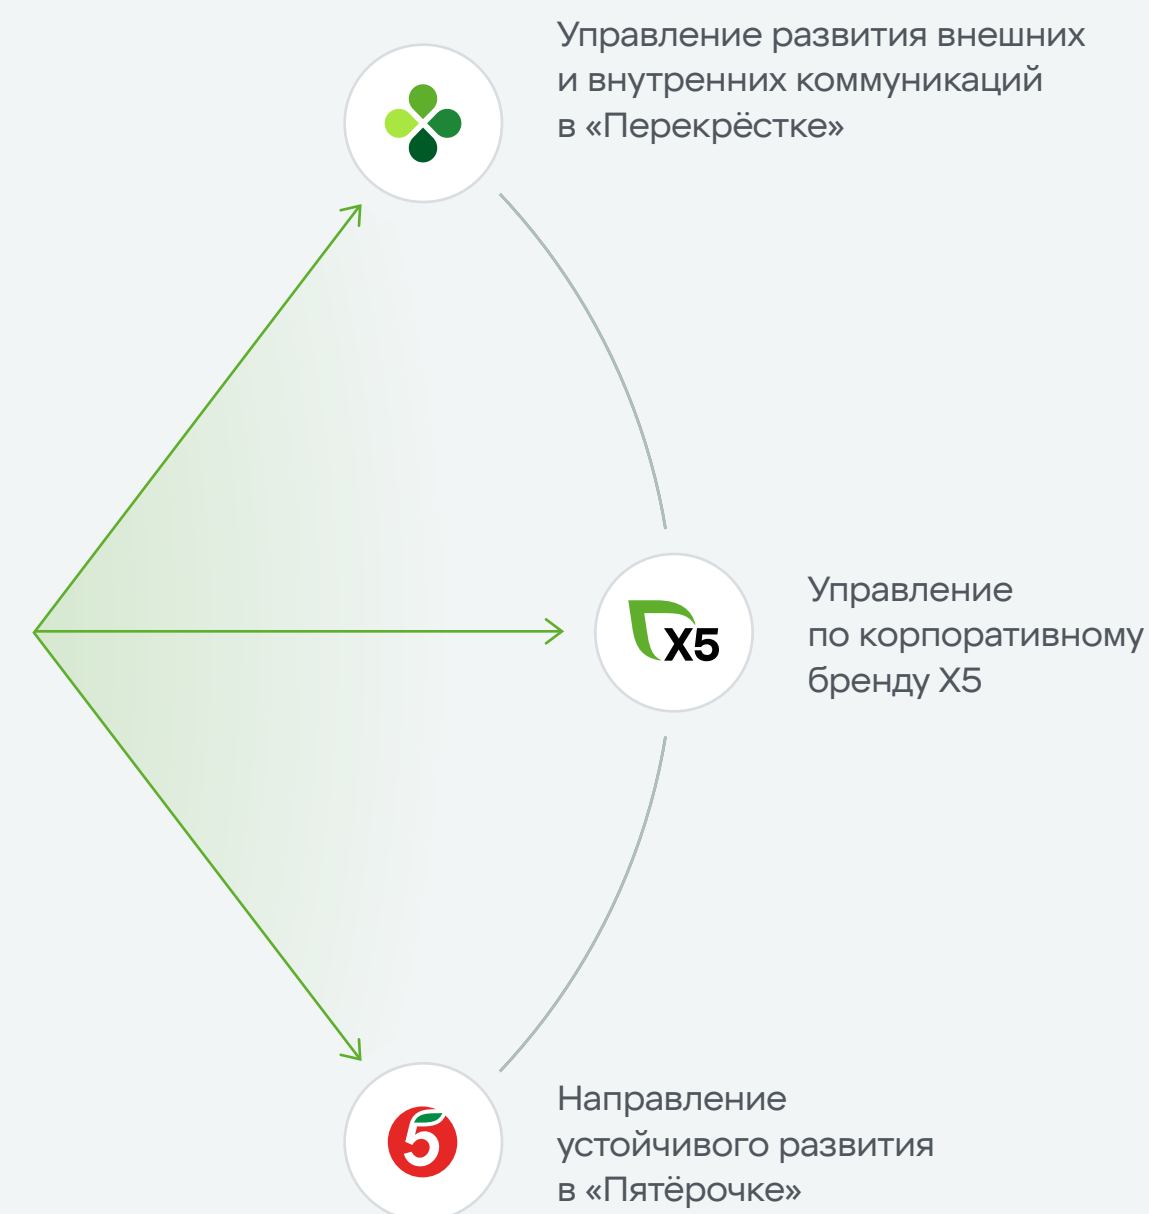 Управление развития внешних
и внутренних коммуникаций
в «Перекрёстке»
X5
Управление
по корпоративному
бренду X5
5
Направление
устойчивого развития
в «Пятёрочке»